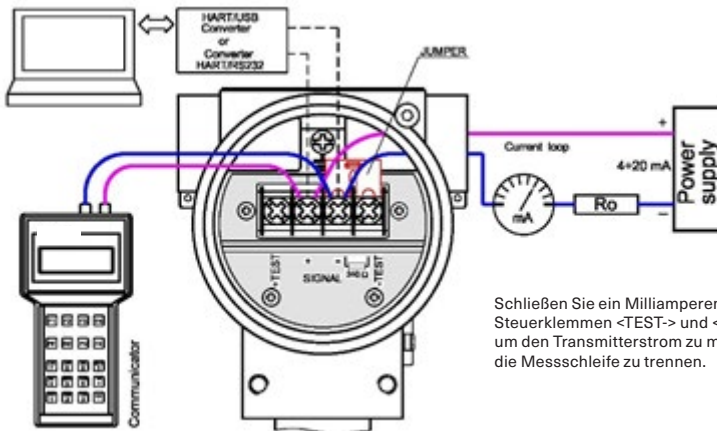 HART/USB
Converter
or
Converter
HART/RS232
JUMPER
+
Current loop
4÷20 mA
Power
supply
mA
Ro
–
+TEST
+
-
SIGNAL
240 Ω
-TEST
Communicator
Schließen Sie ein Milliamperem
Steuerklemmen <TEST-> und <
um den Transmitterstrom zu m
die Messschleife zu trennen.